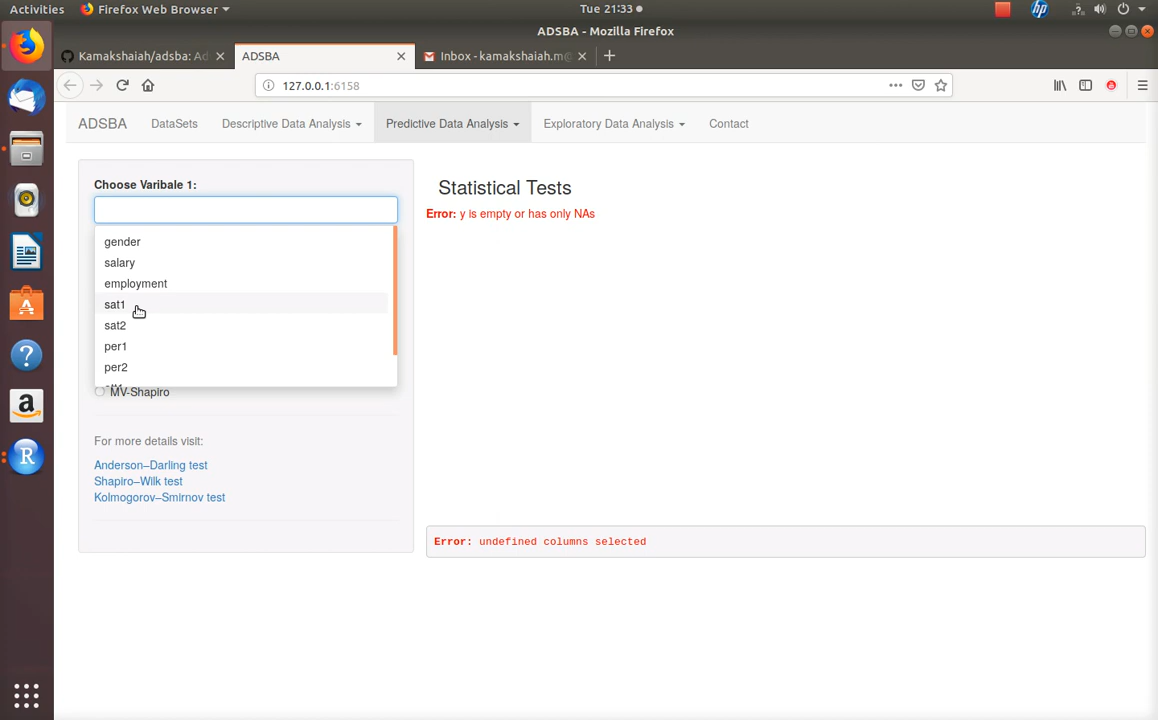 Activities
Firefox Web Browser
Tue 21:33
ADSBA - Mozilla Firefox
Kamakshaiah/adsba: Ad
ADSBA
Inbox - kamakshaiah.m@
127.0.0.1:6158
ADSBA
DataSets
Descriptive Data Analysis
Predictive Data Analysis
Exploratory Data Analysis
Contact
Choose Varibale 1:
gender
salary
employment
sat1
sat2
per1
per2
MV-Shapiro
For more details visit:
Anderson–Darling test
Shapiro–Wilk test
Kolmogorov–Smirnov test
Statistical Tests
Error: y is empty or has only NAs
Error: undefined columns selected